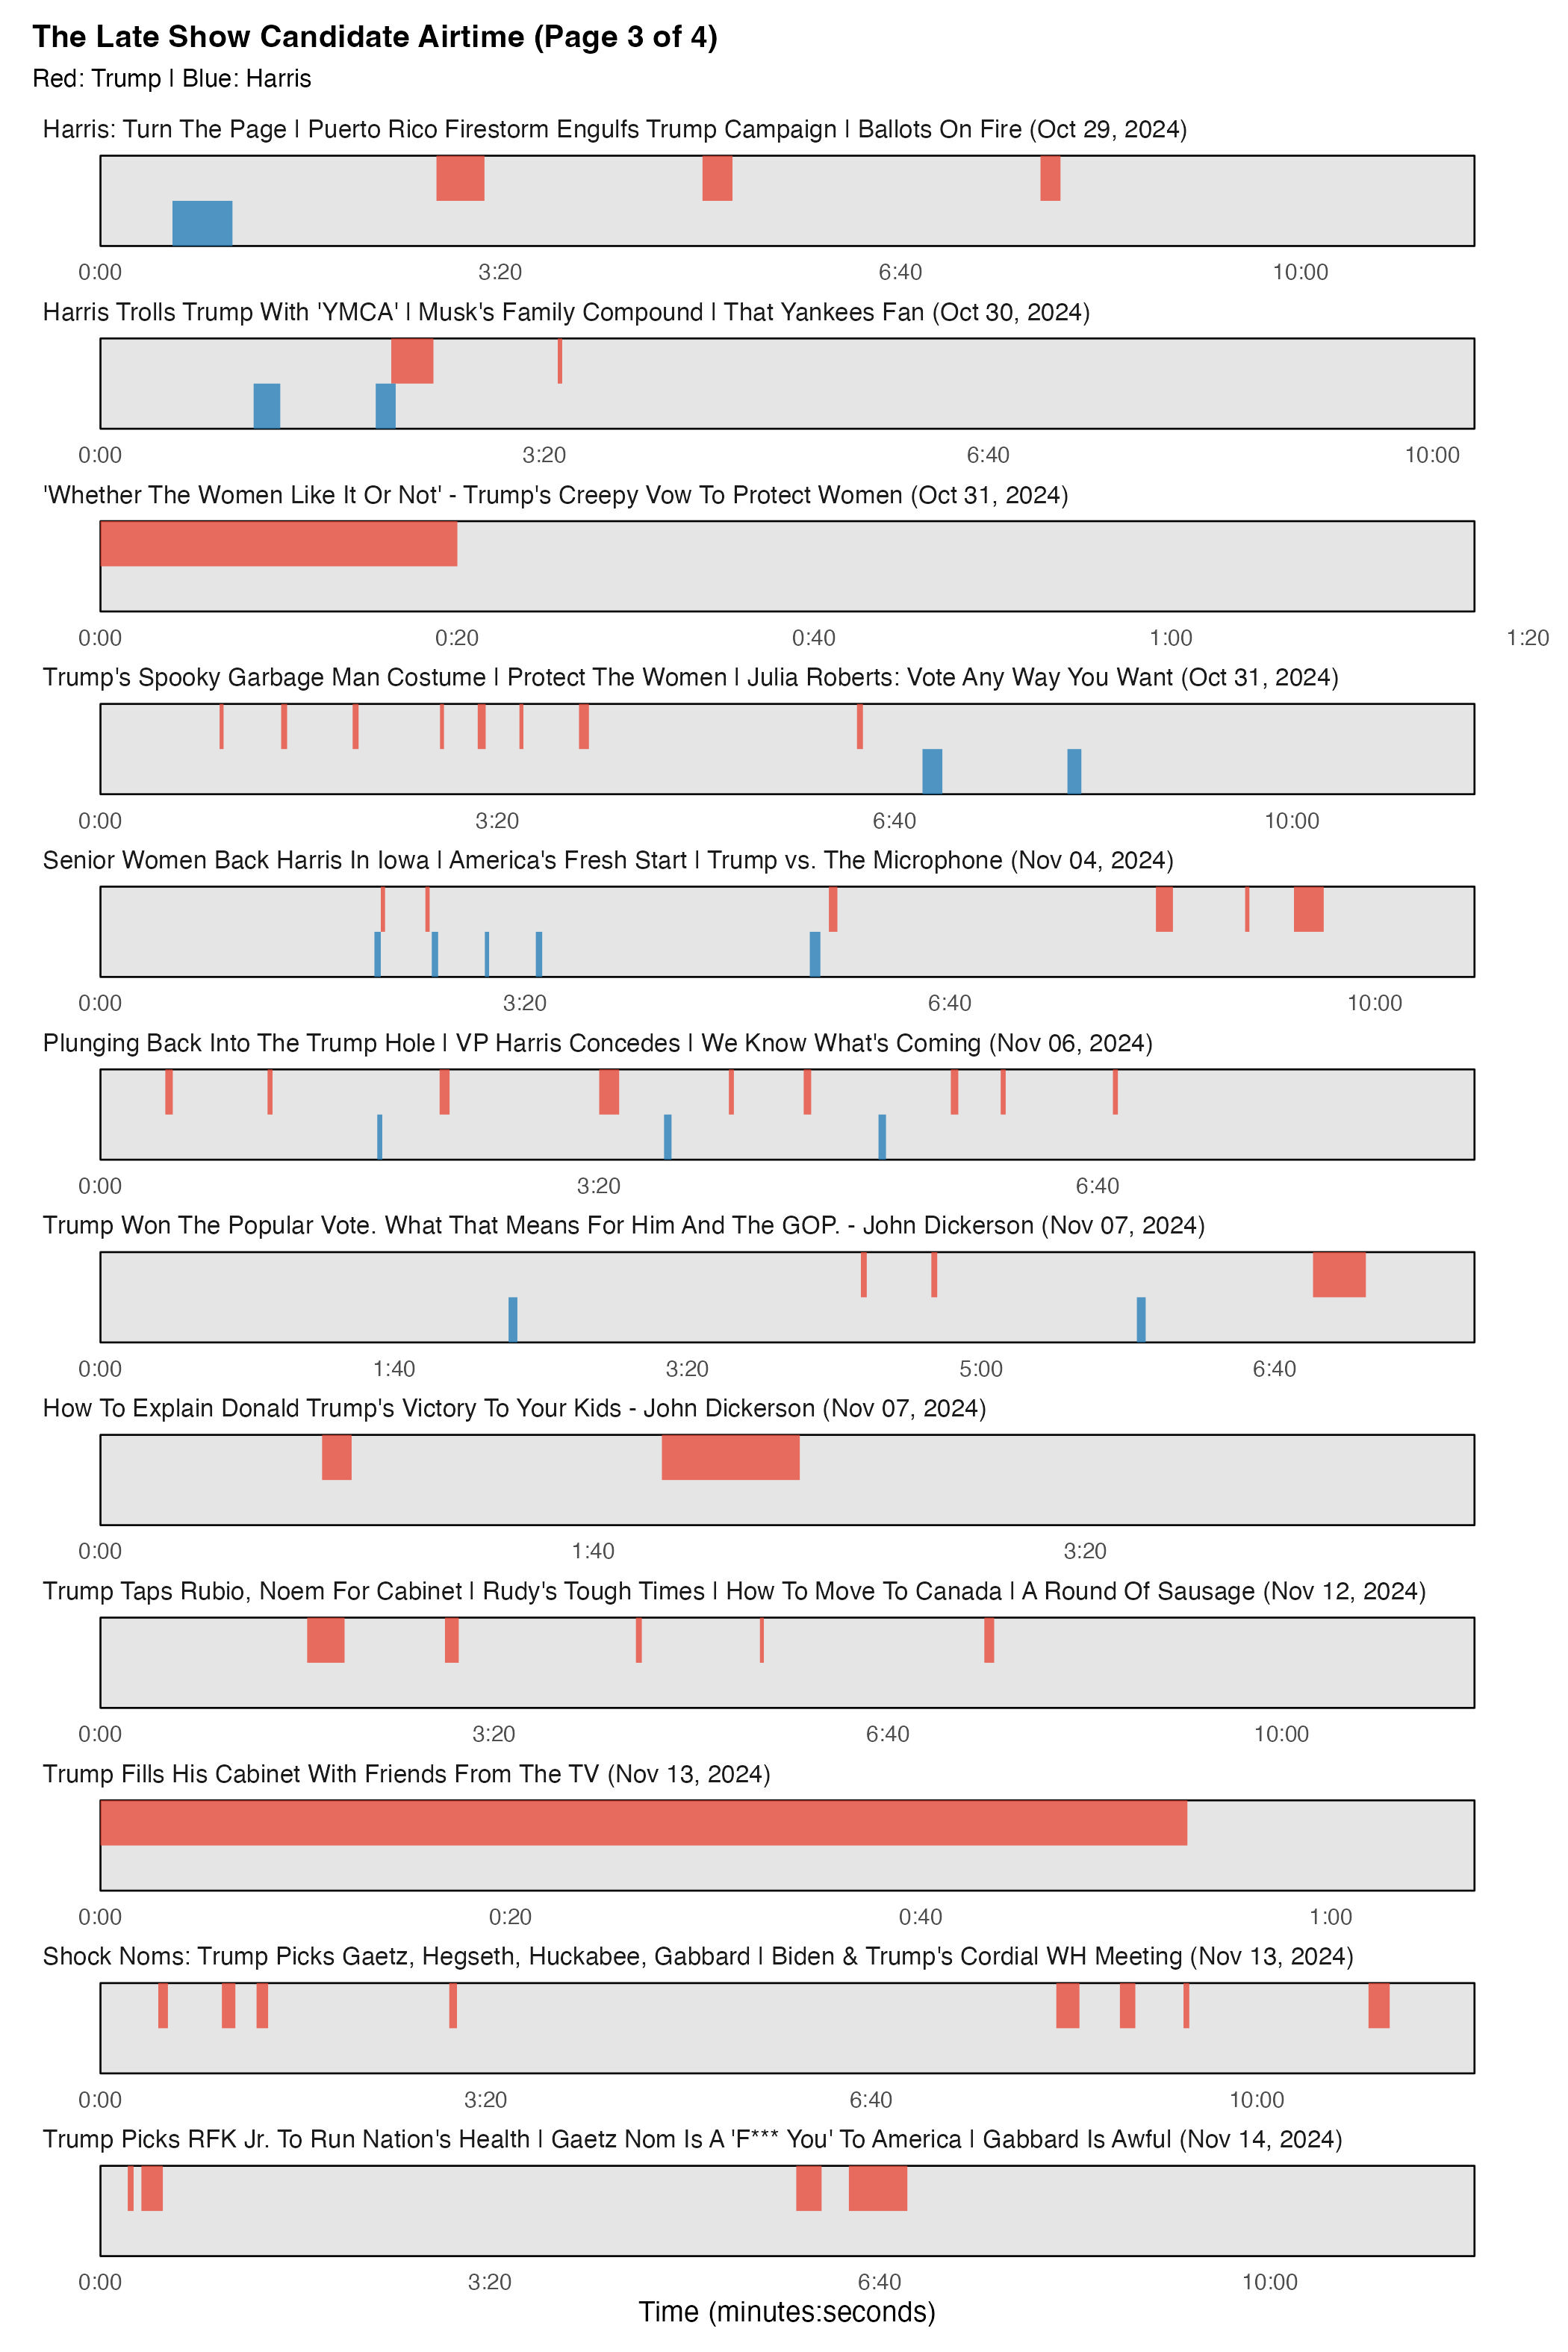 The Late Show Candidate Airtime (Page 3 of 4)
Red: Trump | Blue: Harris
Harris: Turn The Page | Puerto Rico Firestorm Engulfs Trump Campaign | Ballots On Fire (Oct 29, 2024)
0:00 3:20 6:40 10:00
Harris Trolls Trump With 'YMCA' | Musk's Family Compound | That Yankees Fan (Oct 30, 2024)
0:00 3:20 6:40 10:00
'Whether The Women Like It Or Not' - Trump's Creepy Vow To Protect Women (Oct 31, 2024)
0:00 0:20 0:40 1:00 1:20
Trump's Spooky Garbage Man Costume | Protect The Women | Julia Roberts: Vote Any Way You Want (Oct 31, 2024)
0:00 3:20 6:40 10:00
Senior Women Back Harris In Iowa | America's Fresh Start | Trump vs. The Microphone (Nov 04, 2024)
0:00 3:20 6:40 10:00
Plunging Back Into The Trump Hole | VP Harris Concedes | We Know What's Coming (Nov 06, 2024)
0:00 3:20 6:40
Trump Won The Popular Vote. What That Means For Him And The GOP. - John Dickerson (Nov 07, 2024)
0:00 1:40 3:20 5:00 6:40
How To Explain Donald Trump's Victory To Your Kids - John Dickerson (Nov 07, 2024)
0:00 1:40 3:20
Trump Taps Rubio, Noem For Cabinet | Rudy's Tough Times | How To Move To Canada | A Round Of Sausage (Nov 12, 2024)
0:00 3:20 6:40 10:00
Trump Fills His Cabinet With Friends From The TV (Nov 13, 2024)
0:00 0:20 0:40 1:00
Shock Noms: Trump Picks Gaetz, Hegseth, Huckabee, Gabbard | Biden & Trump's Cordial WH Meeting (Nov 13, 2024)
0:00 3:20 6:40 10:00
Trump Picks RFK Jr. To Run Nation's Health | Gaetz Nom Is A 'F*** You' To America | Gabbard Is Awful (Nov 14, 2024)
0:00 3:20 6:40 10:00
Time (minutes:seconds)